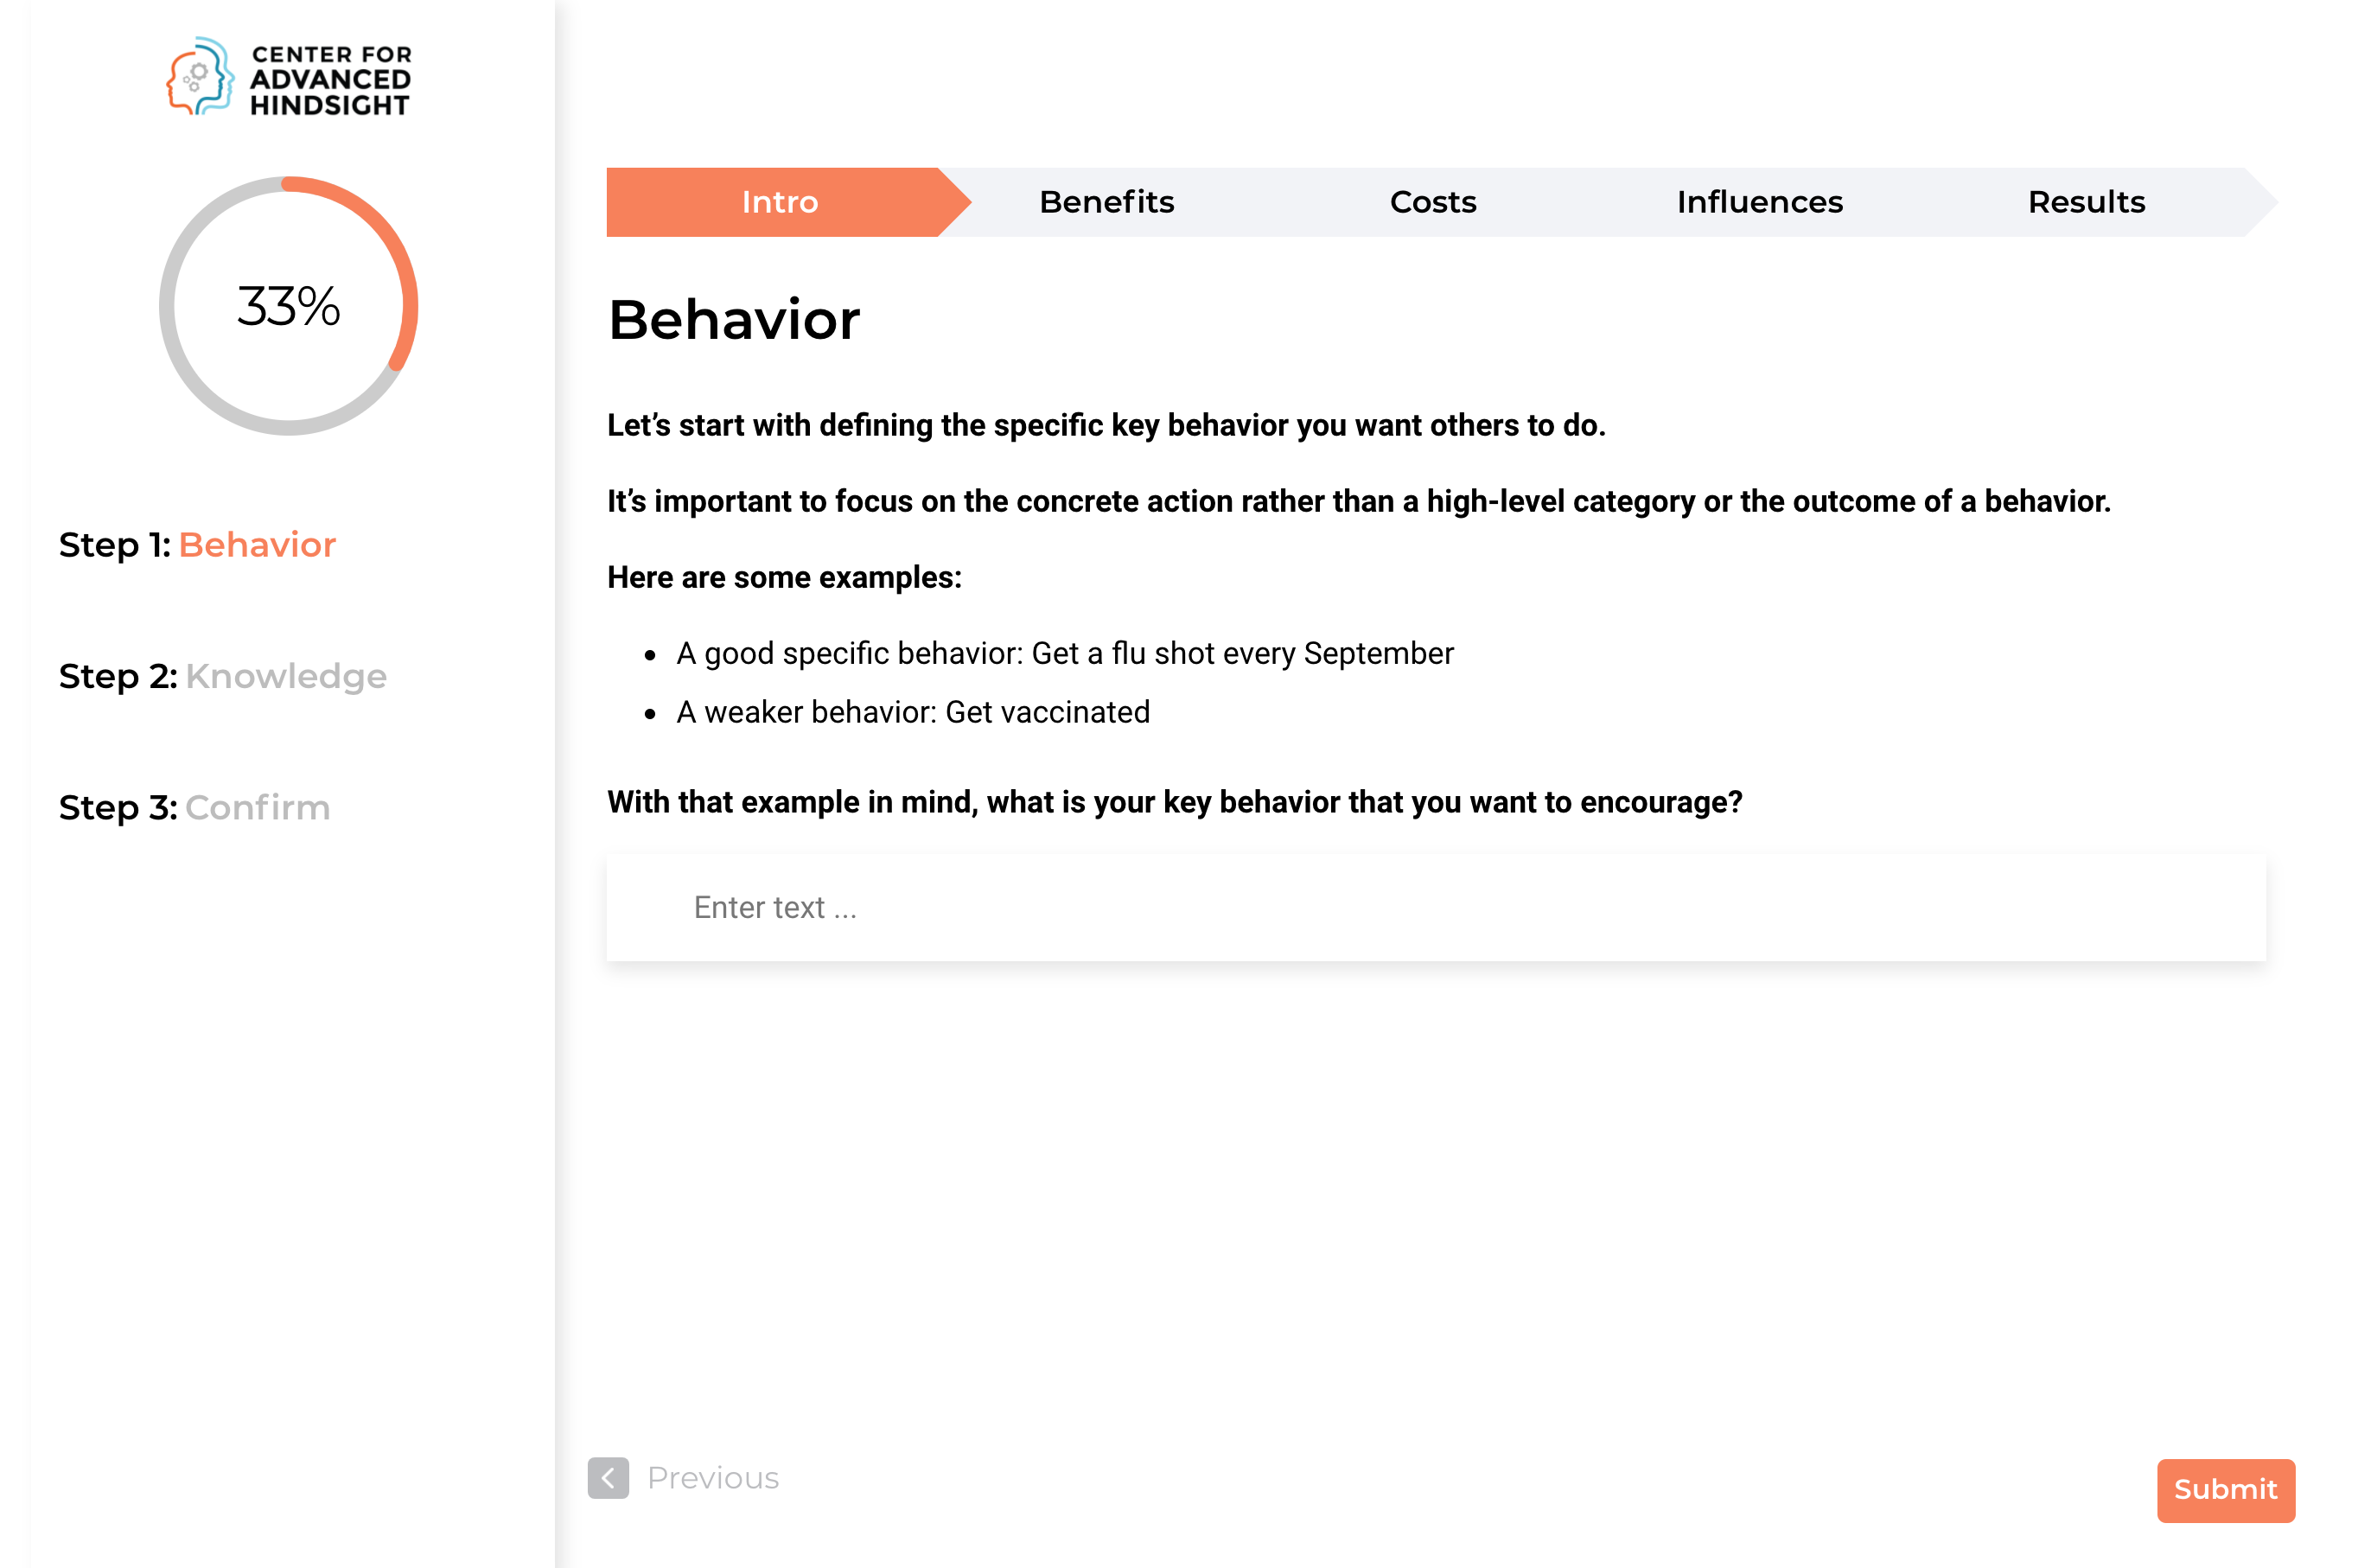 CENTER FOR
ADVANCED
HINDSIGHT
33%
Step 1: Behavior
Step 2: Knowledge
Step 3: Confirm
Intro
Benefits
Costs
Influences
Results
Behavior
Let’s start with defining the specific key behavior you want others to do.
It’s important to focus on the concrete action rather than a high-level category or the outcome of a behavior.
Here are some examples:
• A good specific behavior: Get a flu shot every September
• A weaker behavior: Get vaccinated
With that example in mind, what is your key behavior that you want to encourage?
Enter text ...
Previous
Submit